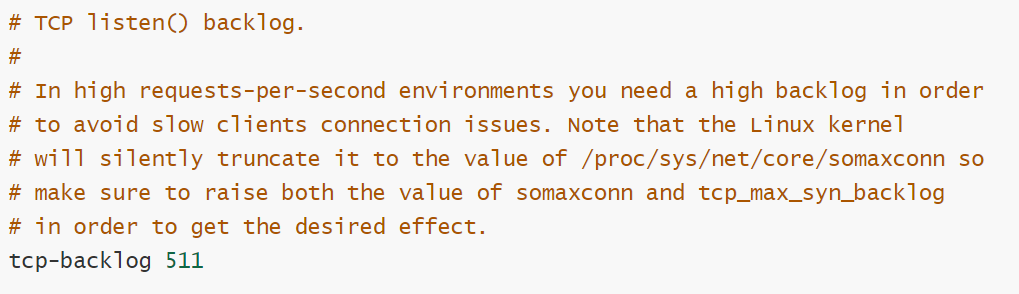 # TCP listen() backlog.
#
# In high requests-per-second environments you need a high backlog in order
# to avoid slow clients connection issues. Note that the Linux kernel
# will silently truncate it to the value of /proc/sys/net/core/somaxconn so
# make sure to raise both the value of somaxconn and tcp_max_syn_backlog
# in order to get the desired effect.
tcp-backlog 511